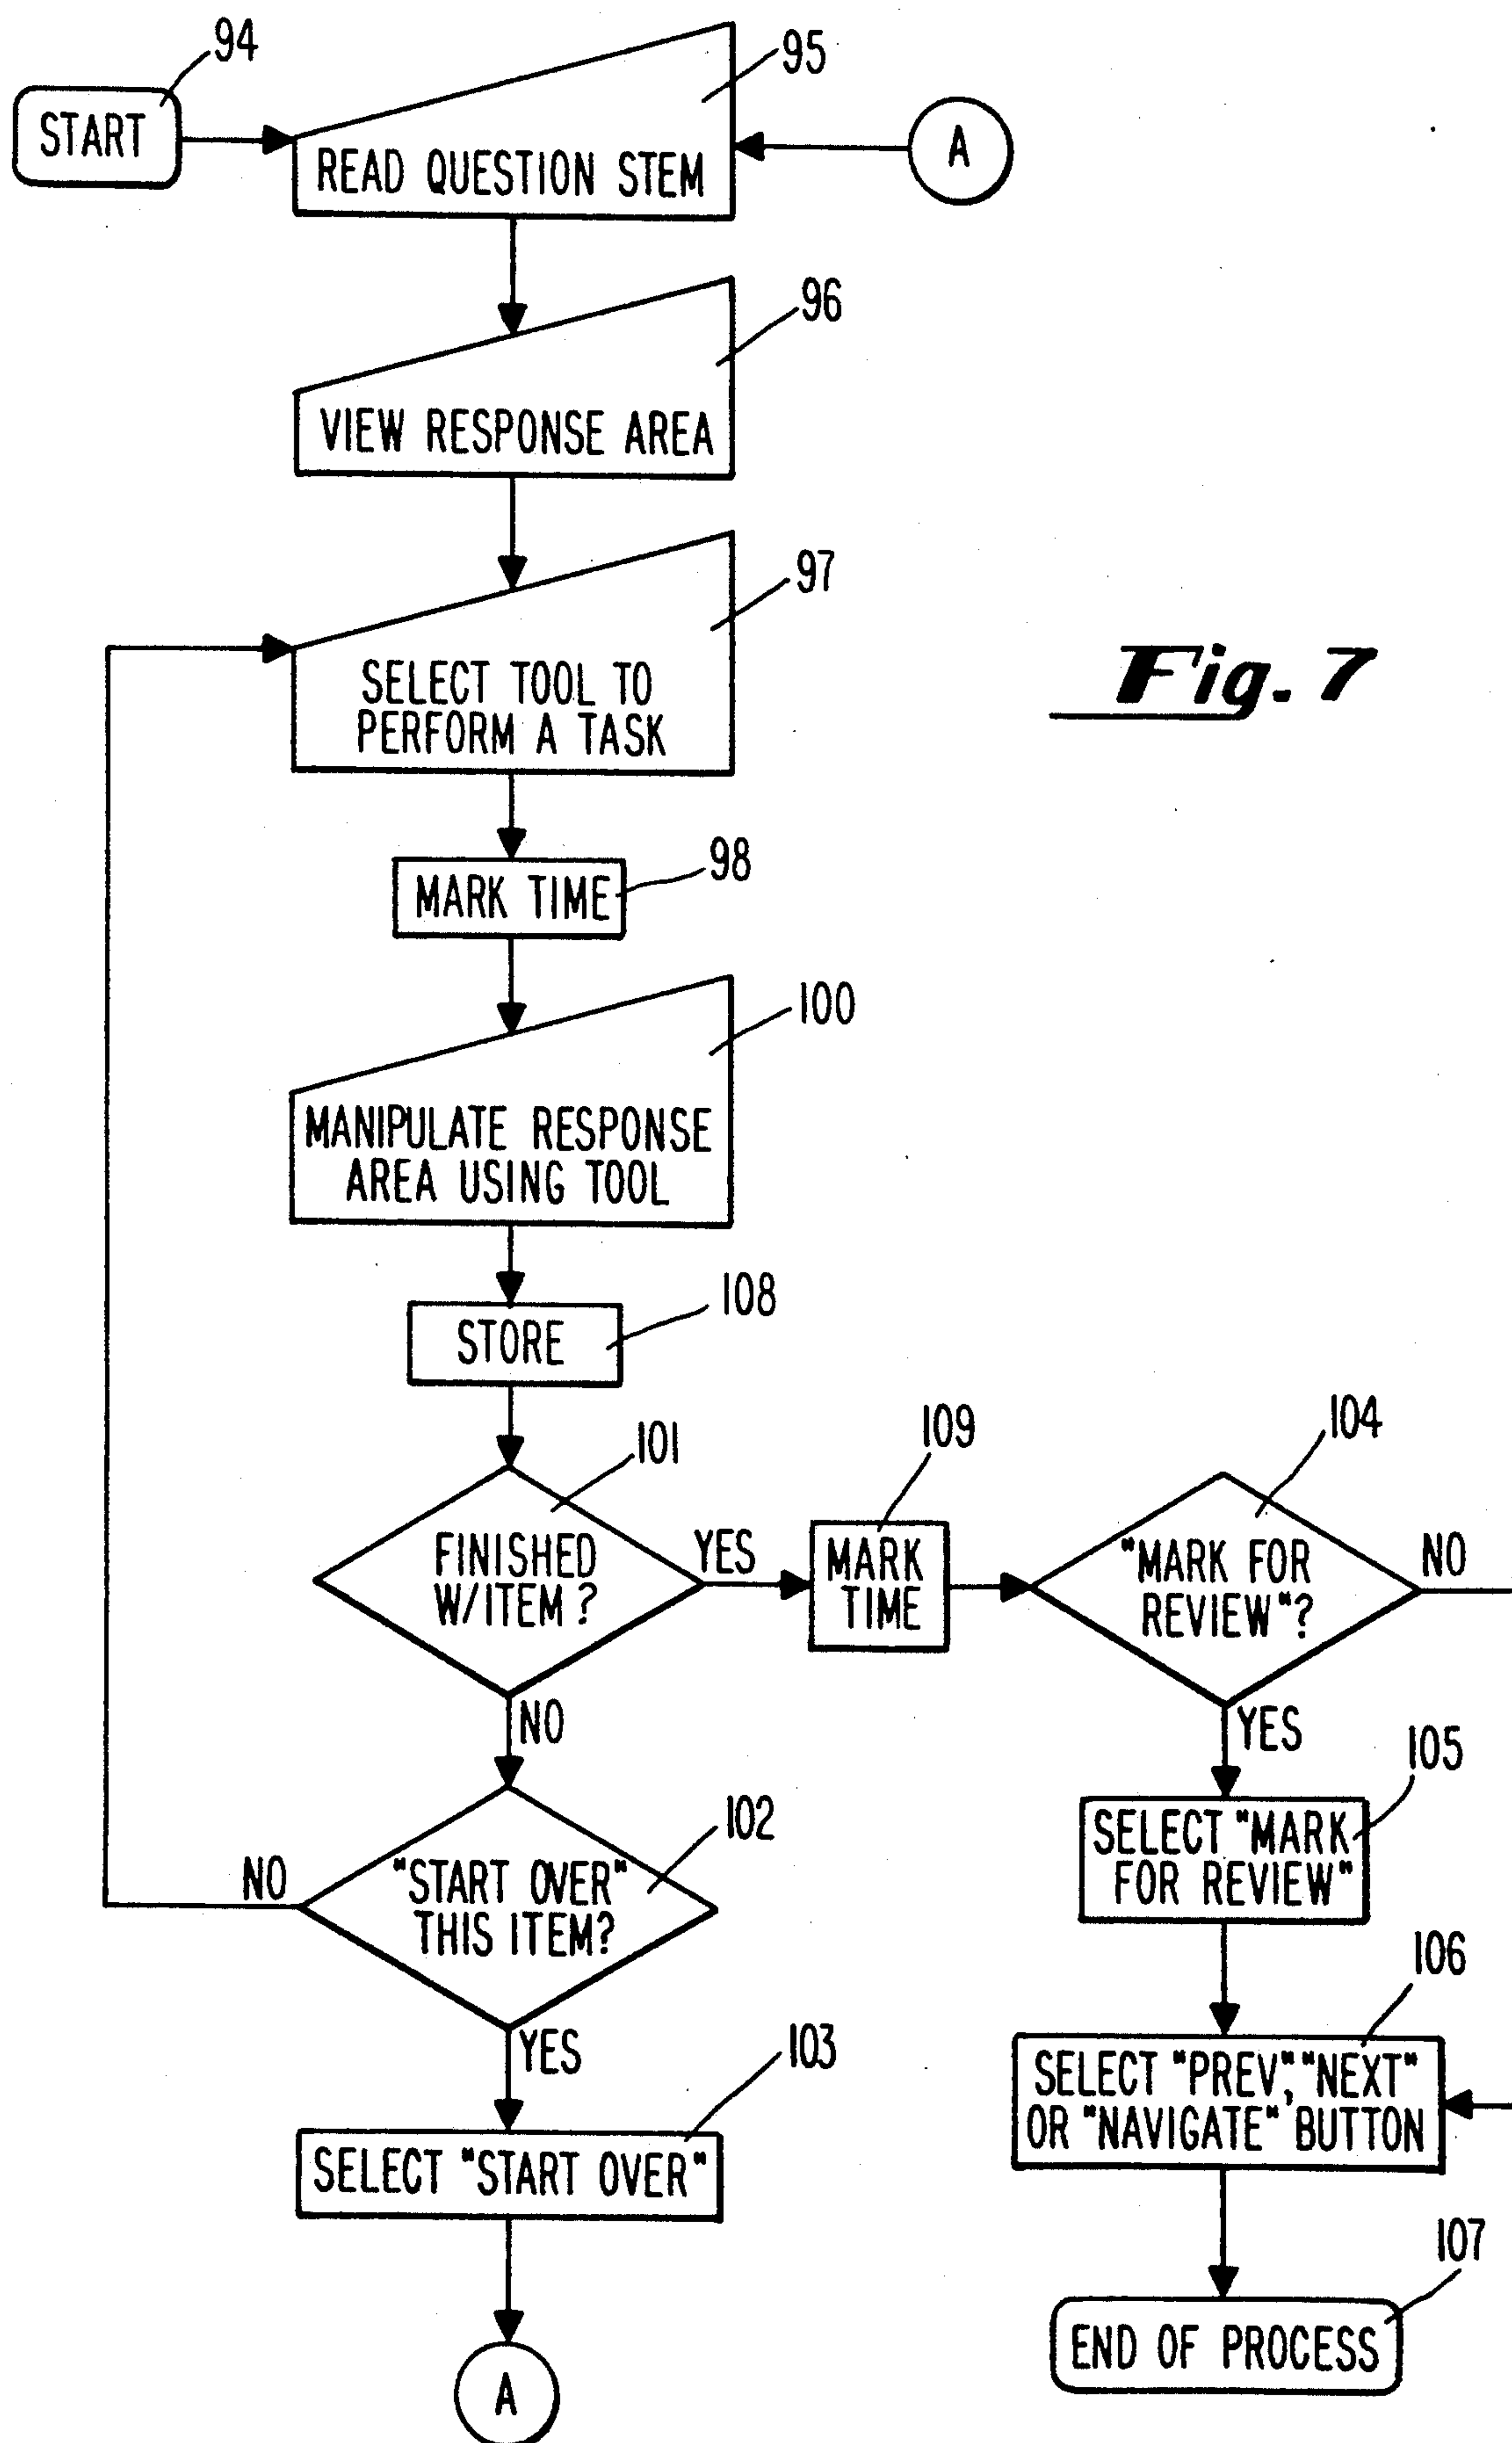 94
START
95
READ QUESTION STEM
A
96
VIEW RESPONSE AREA
97
SELECT TOOL TO
PERFORM A TASK
Fig. 7
98
MARK TIME
100
MANIPULATE RESPONSE
AREA USING TOOL
108
STORE
101
FINISHED
W/ITEM?
YES
109
MARK
TIME
104
"MARK FOR
REVIEW"?
NO
NO
YES
105
SELECT "MARK
FOR REVIEW"
102
"START OVER"
THIS ITEM?
NO
YES
106
SELECT "PREV", "NEXT"
OR "NAVIGATE" BUTTON
103
SELECT "START OVER"
107
END OF PROCESS
A